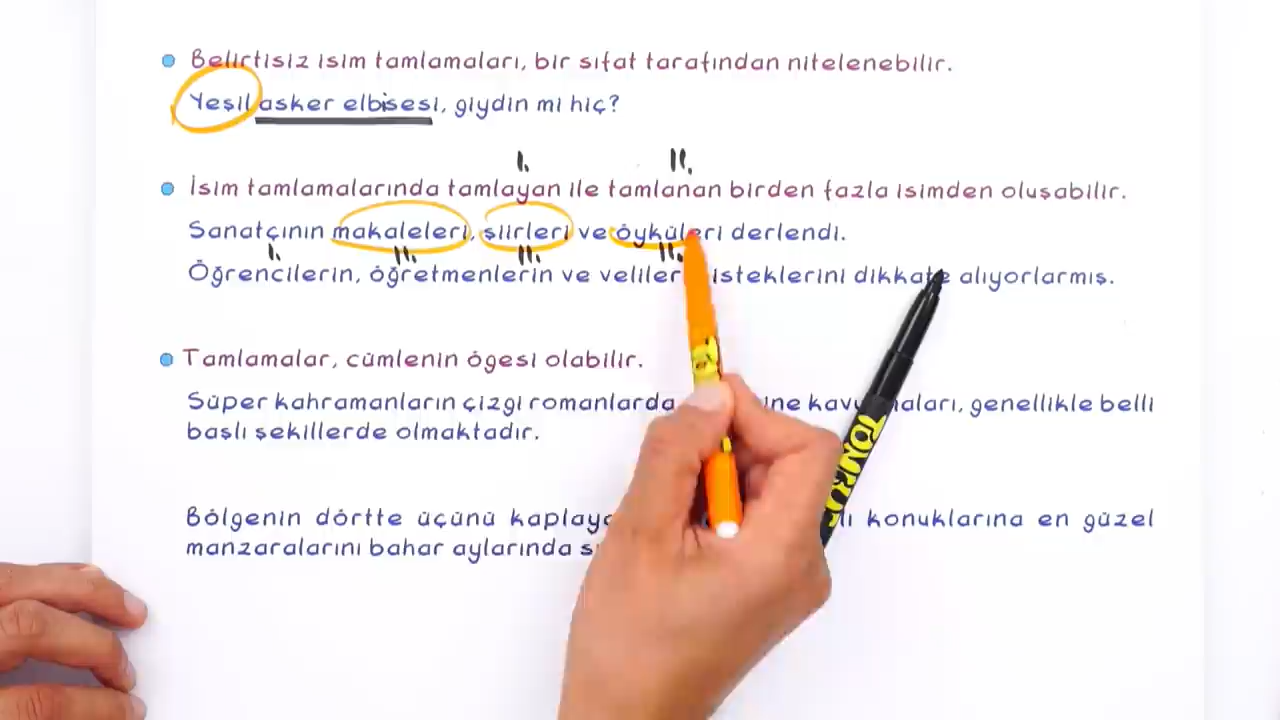 Belirtisiz isim tamlamaları, bir sıfat tarafından nitelenebilir.
Yeşil asker elbisesi, giydin mi hiç?
I. II.
İsim tamlamalarında tamlayan ile tamlanan birden fazla isimden oluşabilir.
Sanatçının makaleleri, şiirleri ve öyküleri derlendi.
I. II. II. II.
Öğrencilerin, öğretmenlerin ve isteklerini dikkate alıyorlarmış.
Tamlamalar, cümlenin ögesi olabilir.
Süper kahramanların çizgi romanlarda genellikle belli
başlı şekillerde olmaktadır.
Bölgenin dörtte üçünü konuklarına en güzel
manzaralarını bahar aylarında
TOMBOW